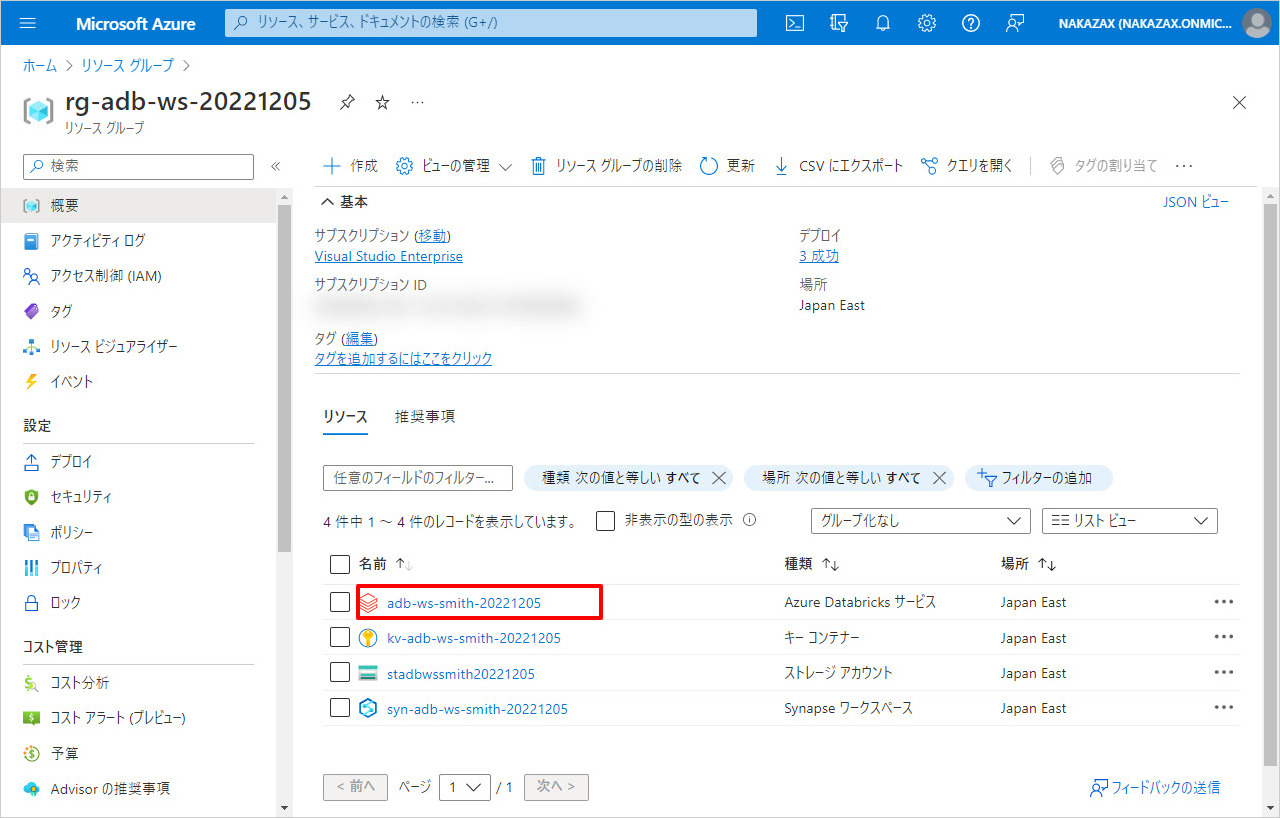 Microsoft Azure
リソース、サービス、ドキュメントの検索 (G+/)
NAKAZAX (NAKAZAX.ONMIC...
ホーム > リソース グループ >
rg-adb-ws-20221205
リソース グループ
検索
作成 ビューの管理 リソース グループの削除 更新 CSV にエクスポート クエリを開く タグの割り当て
概要
アクティビティ ログ
アクセス制御 (IAM)
タグ
リソース ビジュアライザー
イベント
設定
デプロイ
セキュリティ
ポリシー
プロパティ
ロック
コスト管理
コスト分析
コスト アラート (プレビュー)
予算
Advisor の推奨事項
基本
JSON ビュー
サブスクリプション (移動)
Visual Studio Enterprise
サブスクリプション ID
デプロイ
3 成功
場所
Japan East
タグ (編集)
タグを追加するにはここをクリック
リソース 推奨事項
任意のフィールドのフィルター... 種類 次の値と等しい すべて 場所 次の値と等しい すべて フィルターの追加
4 件中 1 ～ 4 件のレコードを表示しています。 非表示の型の表示 グループ化なし リスト ビュー
名前 ↑↓ 種類 ↑↓ 場所 ↑↓
adb-ws-smith-20221205 Azure Databricks サービス Japan East
kv-adb-ws-smith-20221205 キー コンテナー Japan East
stadbwssmith20221205 ストレージ アカウント Japan East
syn-adb-ws-smith-20221205 Synapse ワークスペース Japan East
< 前へ ページ 1 / 1 次へ >
フィードバックの送信